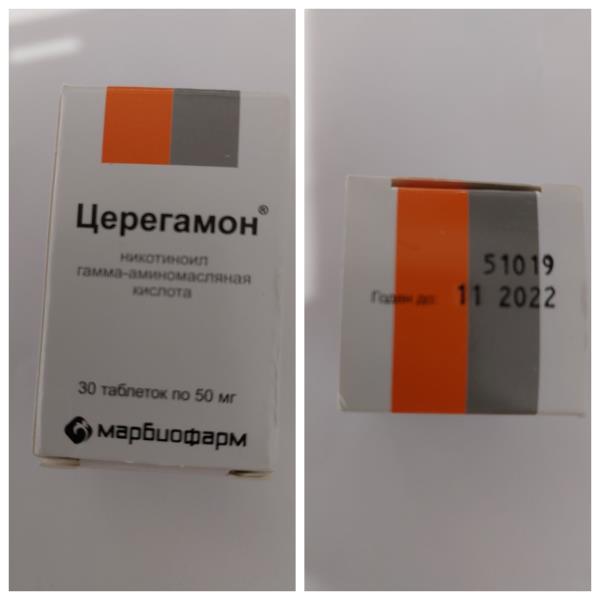 Церегамон®
никотиноил
гамма-аминомасляная
кислота
30 таблеток по 50 мг
марбиофарм
51019
Годен до: 11 2022